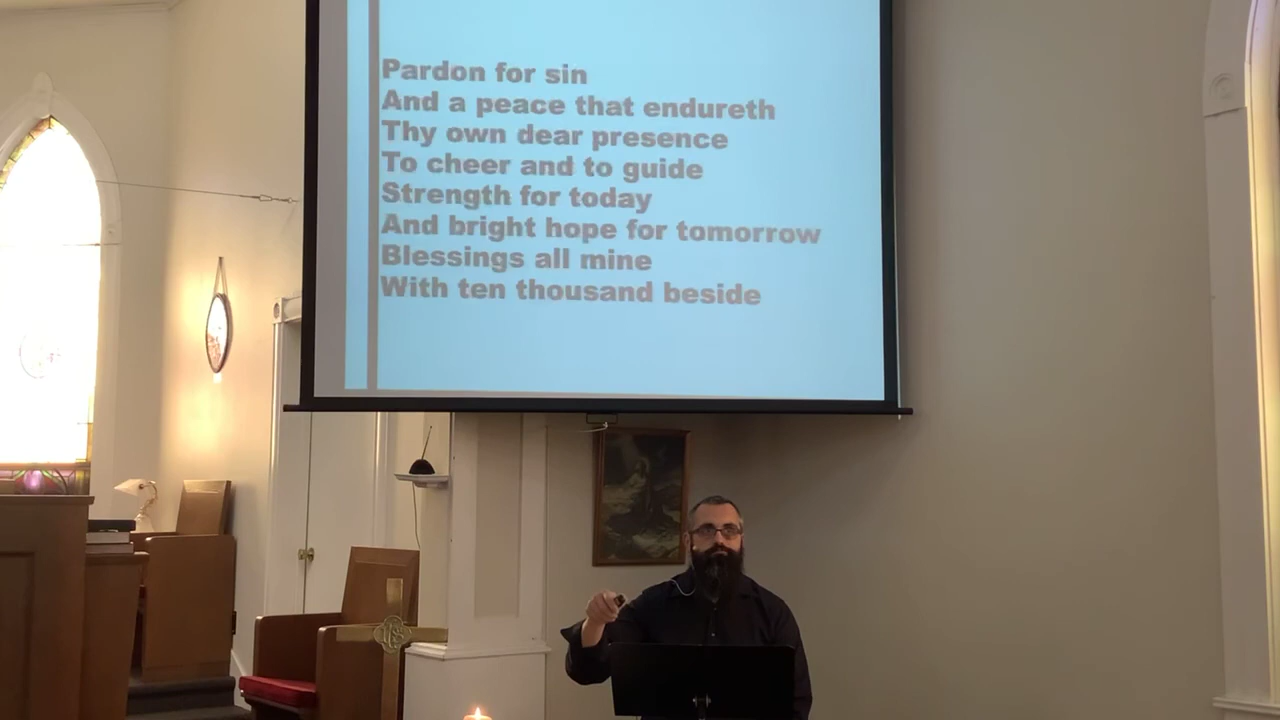 Pardon for sin
And a peace that endureth
Thy own dear presence
To cheer and to guide
Strength for today
And bright hope for tomorrow
Blessings all mine
With ten thousand beside